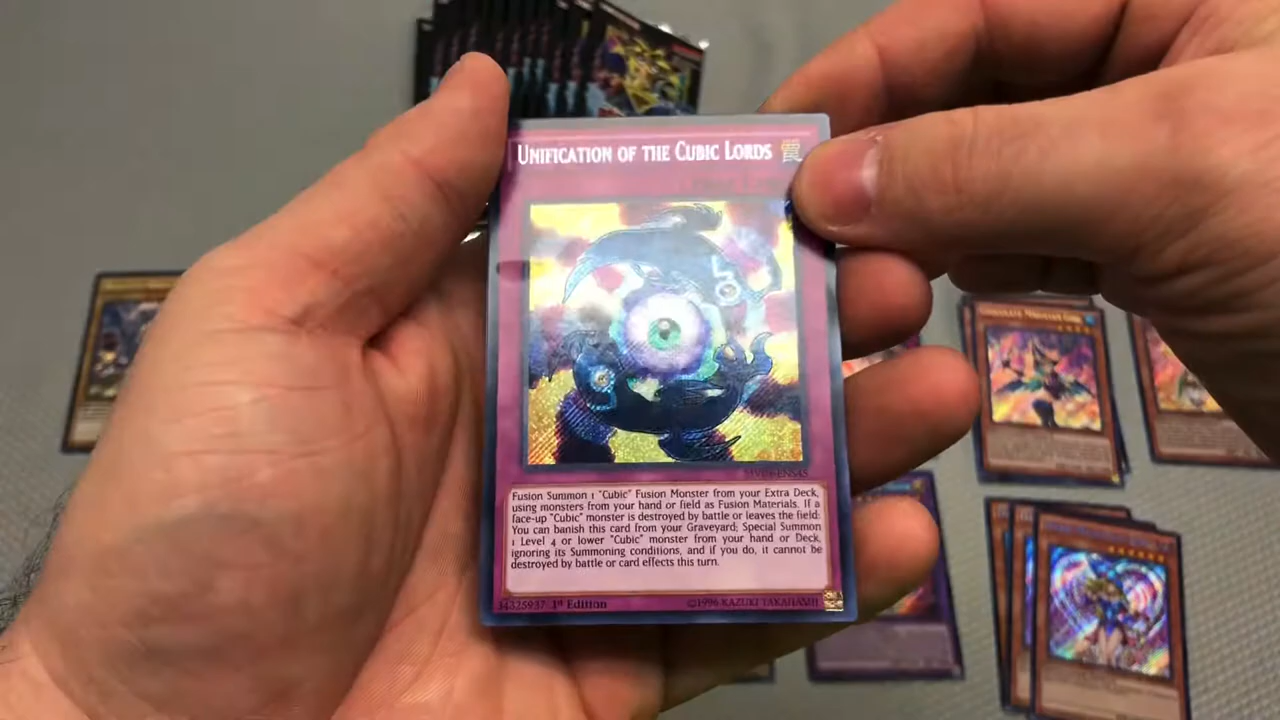 Unification of the Cubic Lords
MVP1-ENS45
Fusion Summon 1 "Cubic" Fusion Monster from your Extra Deck,
using monsters from your hand or field as Fusion Materials. If a
face-up "Cubic" monster is destroyed by battle or leaves the field:
You can banish this card from your Graveyard; Special Summon
1 Level 4 or lower "Cubic" monster from your hand or Deck,
ignoring its Summoning conditions, and if you do, it cannot be
destroyed by battle or card effects this turn.
34325937 1st Edition ©1996 KAZUKI TAKAHASHI